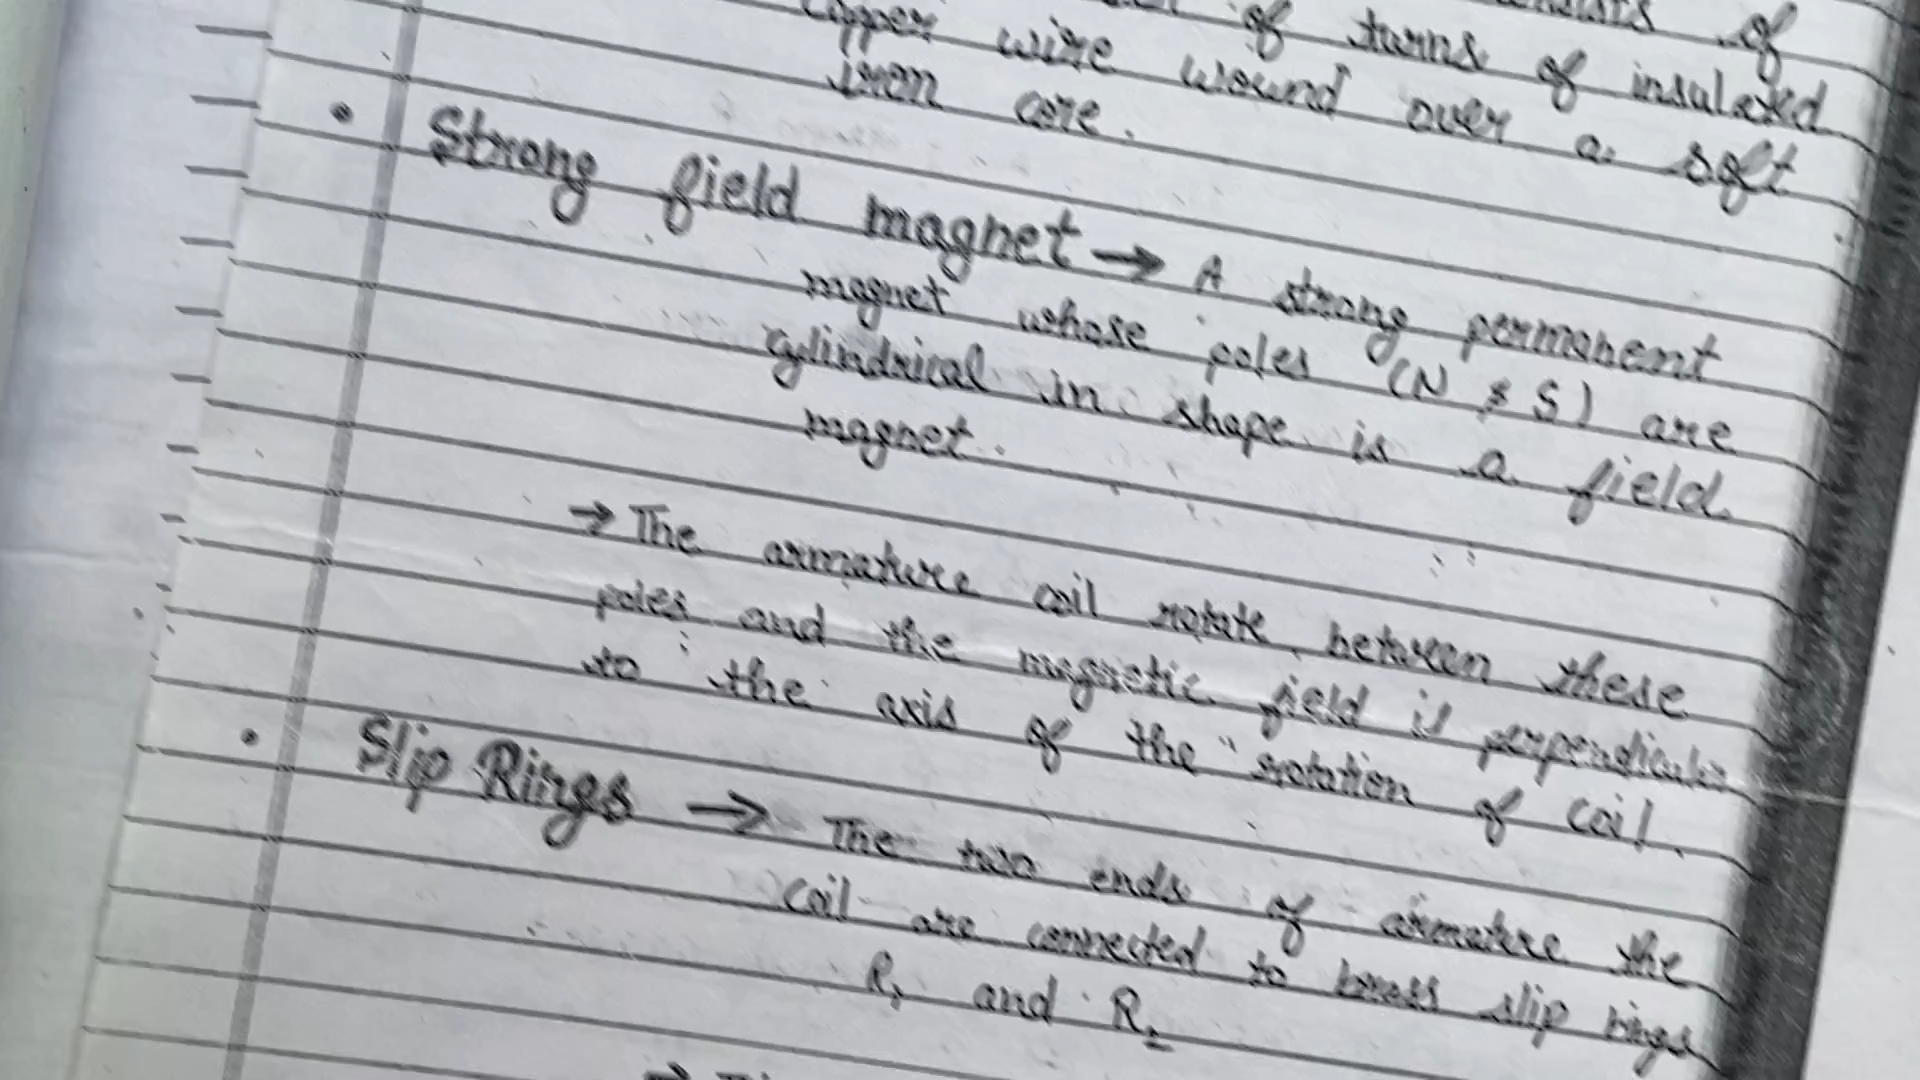 of turns of insulated
copper wire wound over a soft
iron core.
• Strong field magnet → A strong permanent
magnet whose poles (N & S) are
cylindrical in shape is a field
magnet.
→ The armature coil rotate between these
poles and the magnetic field is perpendicular
to the axis of the rotation of coil.
• Slip Rings → The two ends of armature the
coil are connected to brass slip rings
R₁ and R₂